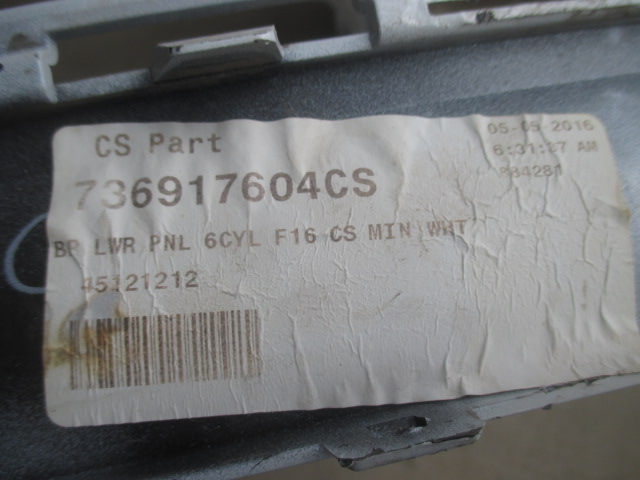 CS Part
05-05-2016
736917604CS
6:31:37 AM
BP LWR PNL 6CYL F16 CS MIN WHT
45121212